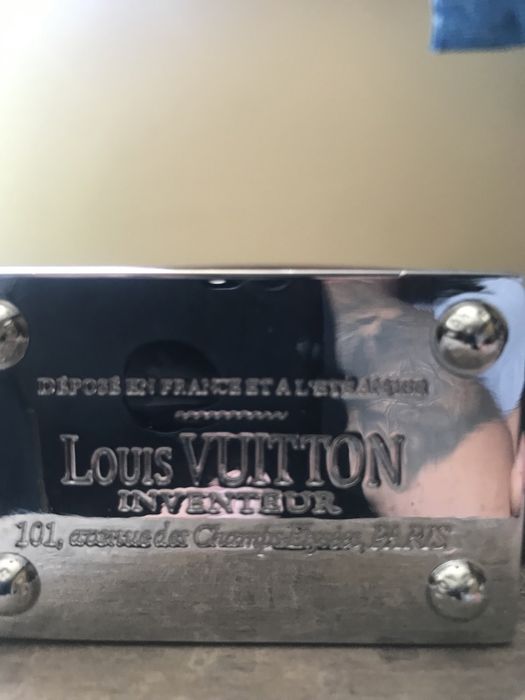 DÉPOSÉ EN FRANCE ET A L'ETRANGER
LOUIS VUITTON
INVENTEUR
101, avenue des Champs-Elysées, PARIS